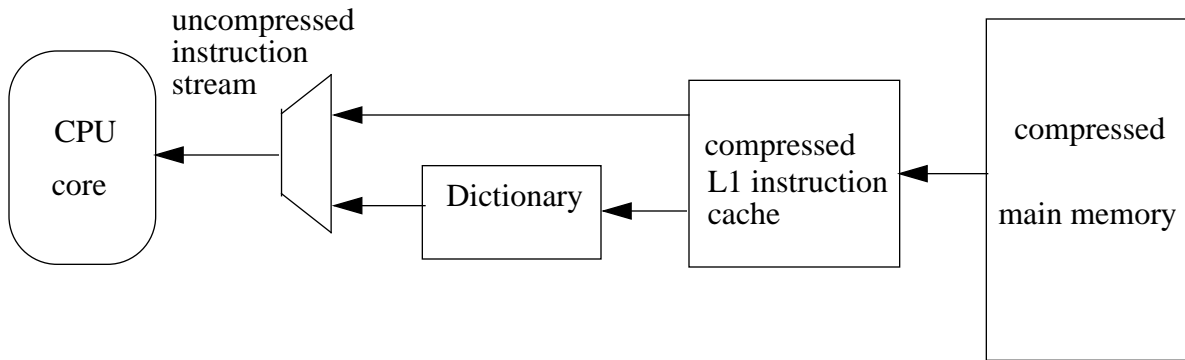 uncompressed
instruction
stream
CPU
core
Dictionary
compressed
L1 instruction
cache
compressed
main memory